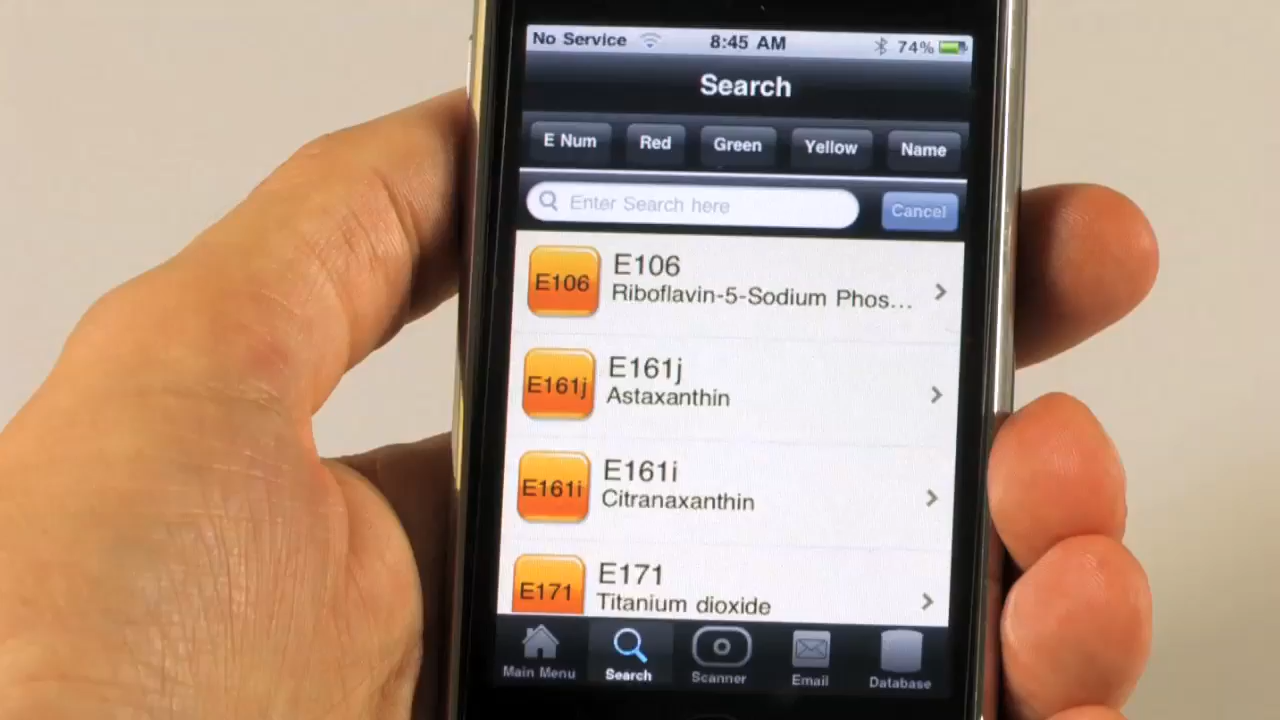 No Service 8:45 AM 74%
Search
E Num Red Green Yellow Name
Enter Search here Cancel
E106 E106
Riboflavin-5-Sodium Phos...
E161j E161j
Astaxanthin
E161i E161i
Citranaxanthin
E171 E171
Titanium dioxide
Main Menu Search Scanner Email Database